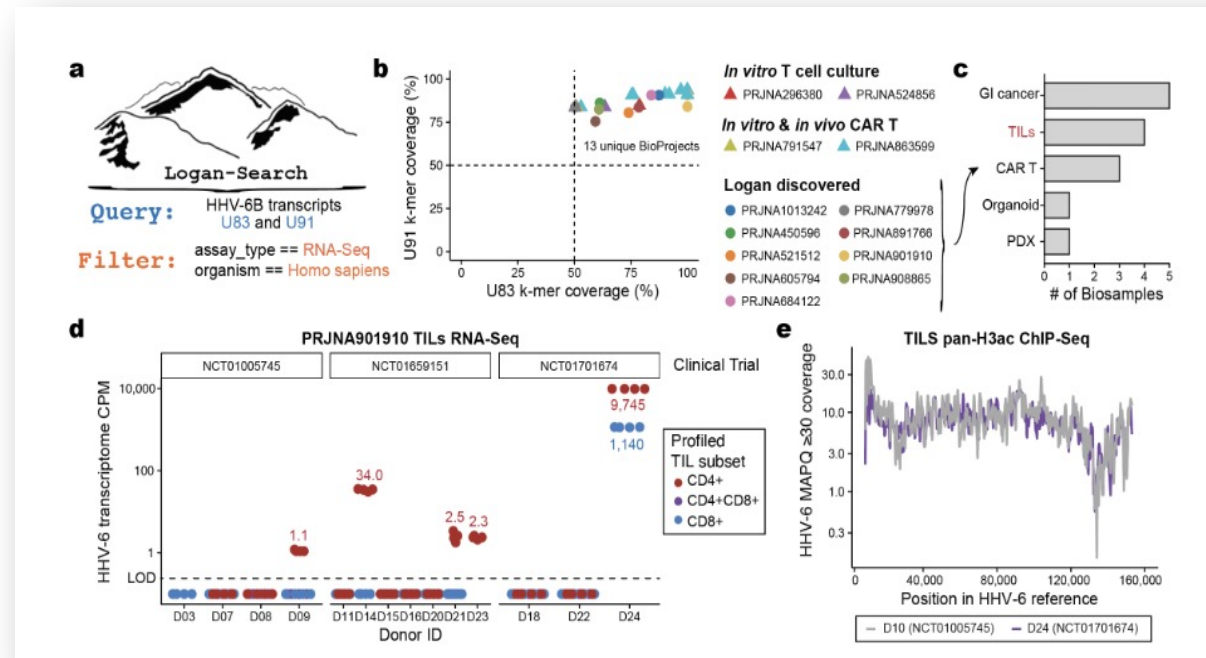 a
Logan-Search
Query:
HHV-6B transcripts
U83 and U91
Filter:
assay_type == RNA-Seq
organism == Homo sapiens
b
U91 k-mer coverage (%)
100
75
50
25
0
13 unique BioProjects
0 25 50 75 100
U83 k-mer coverage (%)
In vitro T cell culture
PRJNA296380 PRJNA524856
In vitro & in vivo CAR T
PRJNA791547 PRJNA863599
Logan discovered
PRJNA1013242 PRJNA779978
PRJNA450596 PRJNA891766
PRJNA521512 PRJNA901910
PRJNA605794 PRJNA908865
PRJNA684122
c
GI cancer
TILs
CAR T
Organoid
PDX
0 1 2 3 4 5
# of Biosamples
d
PRJNA901910 TILs RNA-Seq
NCT01005745 NCT01659151 NCT01701674 Clinical Trial
HHV-6 transcriptome CPM
10,000
100
1
LOD
1.1
34.0
2.5 2.3
9,745
1,140
D03 D07 D08 D09 D11 D14 D15 D16 D20 D21 D23 D18 D22 D24
Donor ID
Profiled
TIL subset
CD4+
CD4+CD8+
CD8+
e
TILS pan-H3ac ChIP-Seq
HHV-6 MAPQ ≥30 coverage
30.0
10.0
3.0
1.0
0.3
0 40,000 80,000 120,000 160,000
Position in HHV-6 reference
D10 (NCT01005745) D24 (NCT01701674)